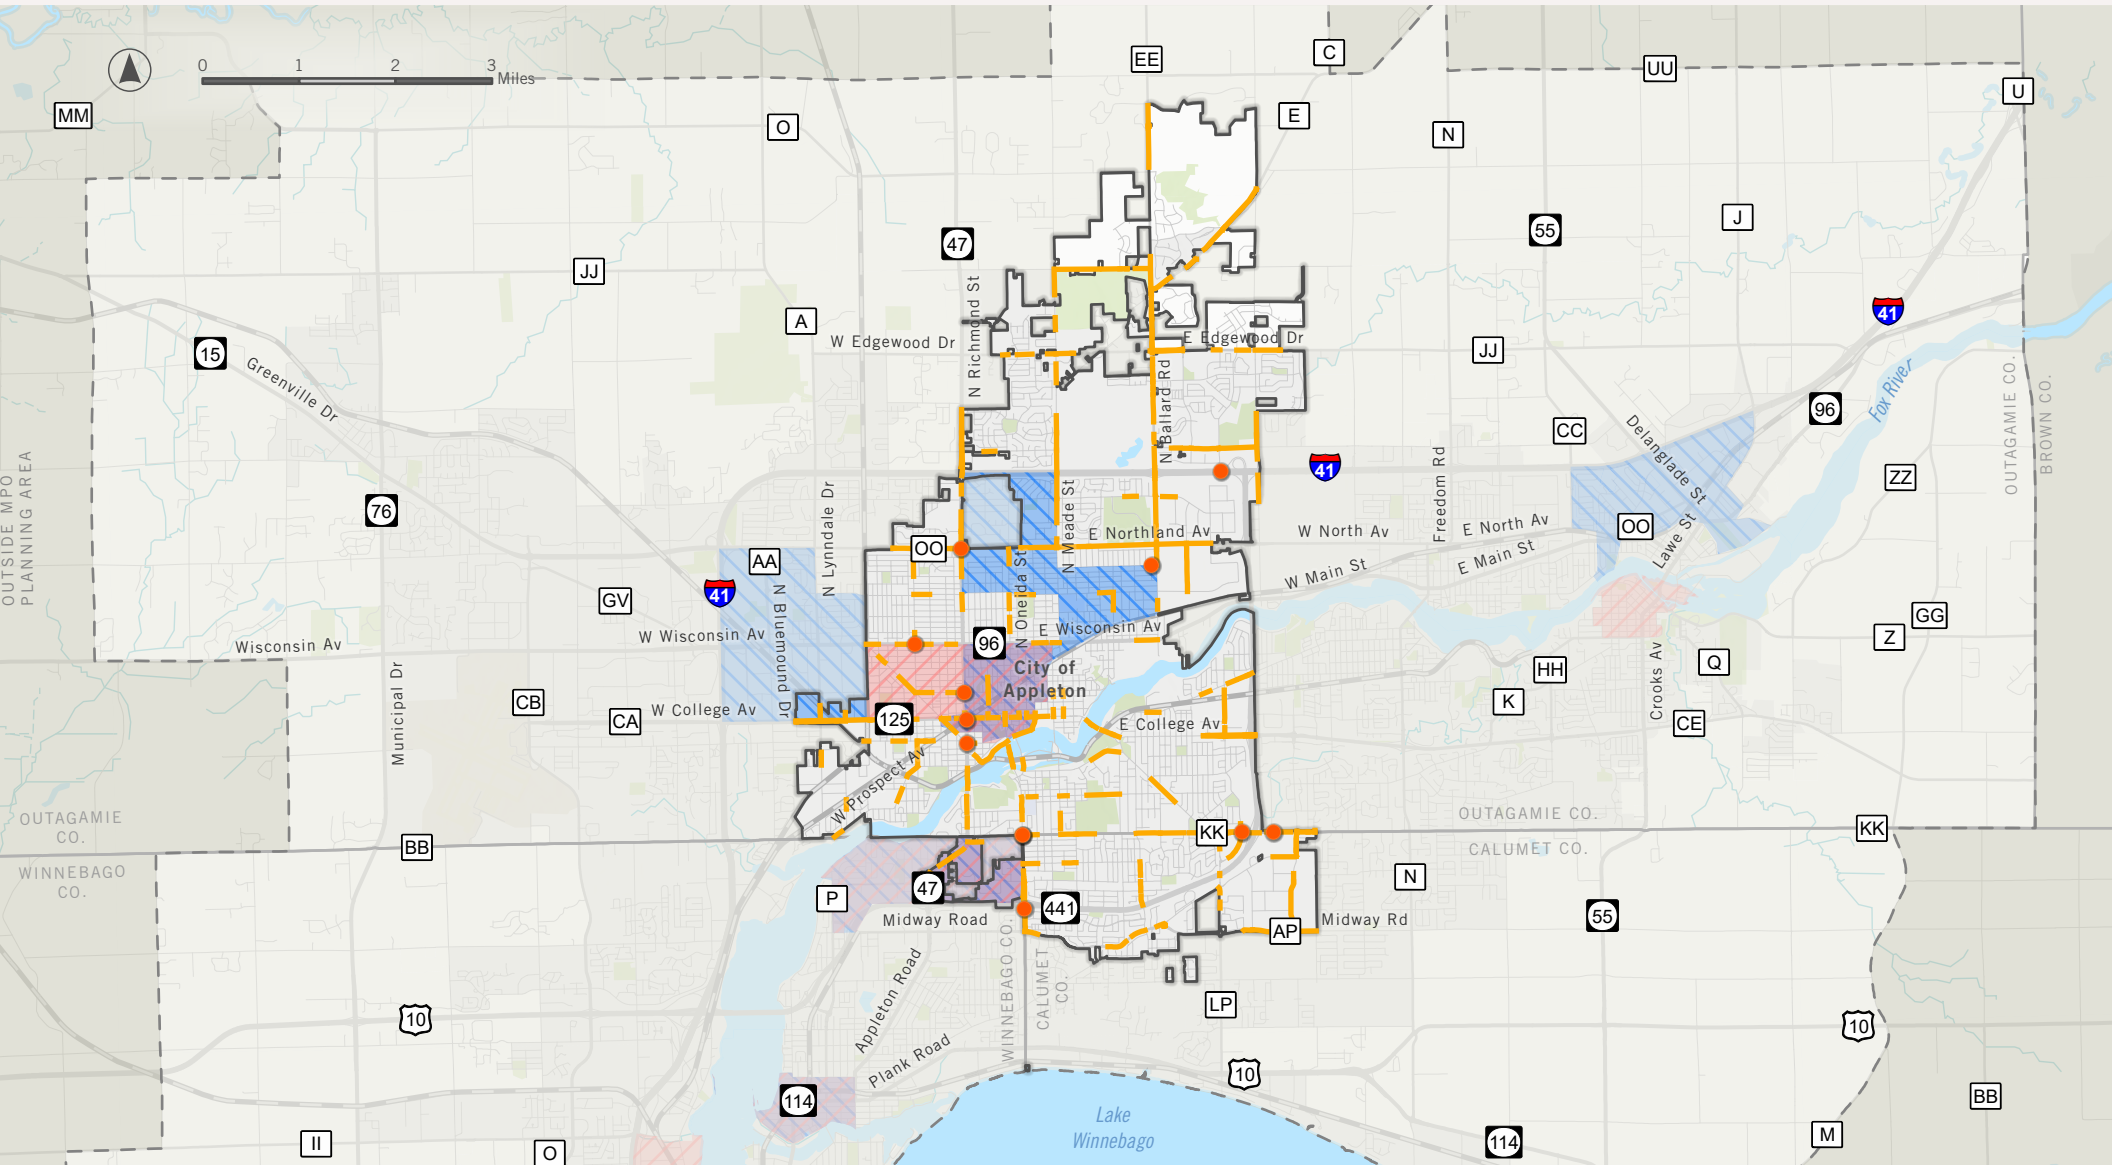 EE
C
UU
0 1 2 3
Miles
U
MM
O
E
N
J
55
47
JJ
41
A
N Richmond St
W Edgewood Dr
E Edgewood Dr
15
JJ
Greenville Dr
N Ballard Rd
96
Fox River
CC
Delanglade St
OUTAGAMIE CO.
BROWN CO.
41
Freedom Rd
ZZ
OUTSIDE MPO
PLANNING AREA
76
N Lynndale Dr
N Meade St
OO
E Northland Av
W North Av
E North Av
OO
Lawe St
AA
E Main St
W Main St
41
GV
N Bluemond Dr
N Oneida St
GG
W Wisconsin Av
E Wisconsin Av
Wisconsin Av
96
Z
City of
Appleton
HH
Q
Municipal Dr
CB
W College Av
K
Crooks Av
CA
125
E College Av
CE
W Prospect Av
OUTAGAMIE
CO.
OUTAGAMIE CO.
KK
KK
BB
CALUMET CO.
WINNEBAGO
CO.
N
P
47
441
Midway Road
AP
Midway Rd
55
Appleton Road
WINNEBAGO CO.
CALUMET
CO.
LP
10
10
Plank Road
10
114
BB
Lake
Winnebago
II
O
114
M